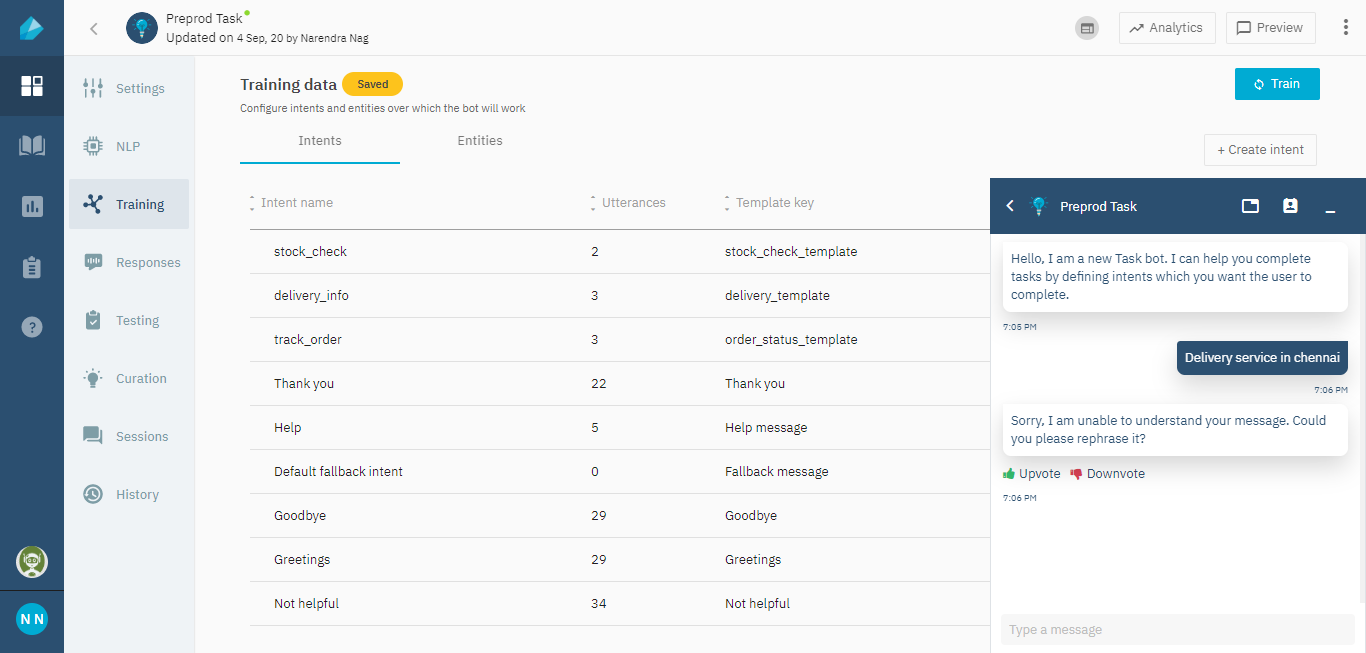 Preprod Task
Updated on 4 Sep, 20 by Narendra Nag
Analytics
Preview
Settings
NLP
Training
Responses
Testing
Curation
Sessions
History
?
N N
Training data Saved
Configure intents and entities over which the bot will work
Train
Intents Entities
+ Create intent
Intent name Utterances Template key
stock_check 2 stock_check_template
delivery_info 3 delivery_template
track_order 3 order_status_template
Thank you 22 Thank you
Help 5 Help message
Default fallback intent 0 Fallback message
Goodbye 29 Goodbye
Greetings 29 Greetings
Not helpful 34 Not helpful
Preprod Task
Hello, I am a new Task bot. I can help you complete
tasks by defining intents which you want the user to
complete.
7:05 PM
Delivery service in chennai
7:06 PM
Sorry, I am unable to understand your message. Could
you please rephrase it?
Upvote Downvote
7:06 PM
Type a message